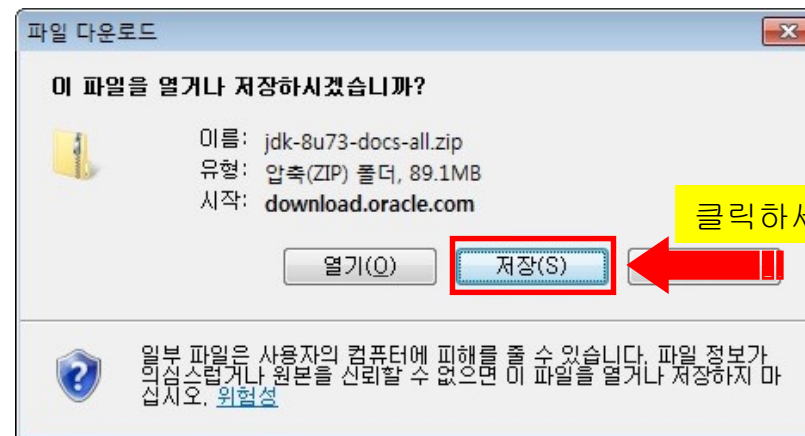 파일 다운로드
이 파일을 열거나 저장하시겠습니까?
이름: jdk-8u73-docs-all.zip
유형: 압축(ZIP) 폴더, 89.1MB
시작: download.oracle.com
클릭하
열기(O) 저장(S)
일부 파일은 사용자의 컴퓨터에 피해를 줄 수 있습니다. 파일 정보가
의심스럽거나 원본을 신뢰할 수 없으면 이 파일을 열거나 저장하지 마
십시오. 위험성